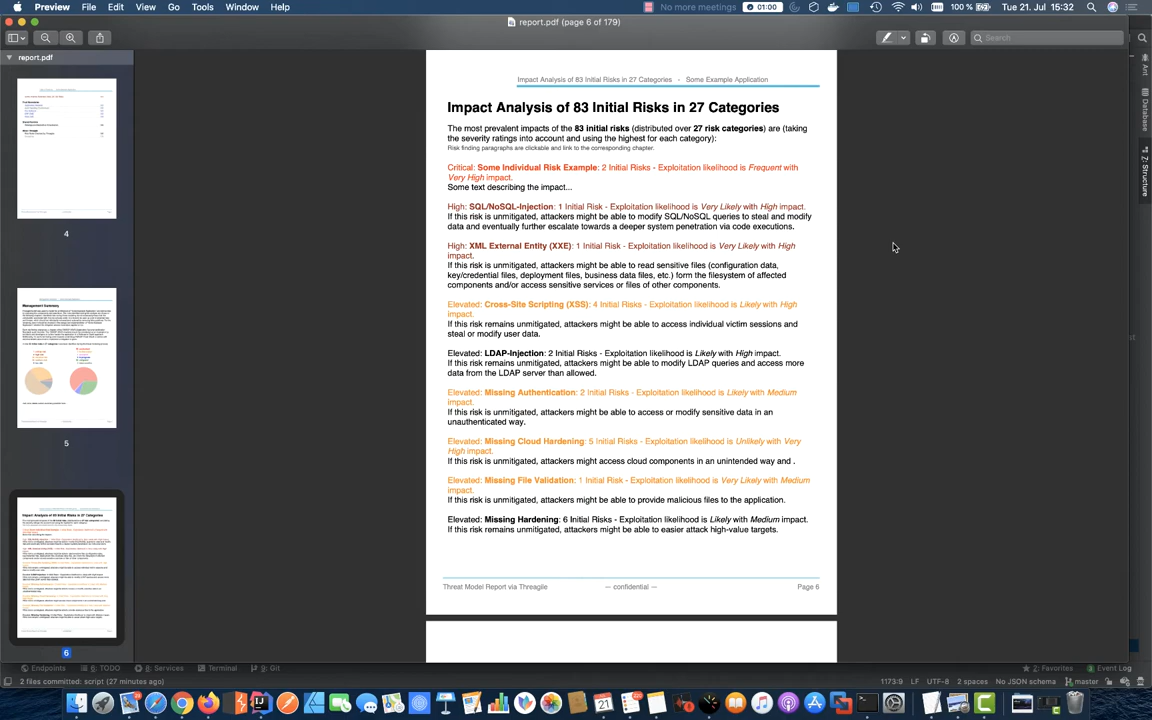 Preview File Edit View Go Tools Window Help No more meetings 01:00 100 % Tue 21. Jul 15:32
report.pdf (page 6 of 179)
Search
report.pdf
4
Management Summary
5
Impact Analysis of 83 Initial Risks in 27 Categories
6
Impact Analysis of 83 Initial Risks in 27 Categories - Some Example Application
Impact Analysis of 83 Initial Risks in 27 Categories
The most prevalent impacts of the 83 initial risks (distributed over 27 risk categories) are (taking
the severity ratings into account and using the highest for each category):
Risk finding paragraphs are clickable and link to the corresponding chapter.
Critical: Some Individual Risk Example: 2 Initial Risks - Exploitation likelihood is Frequent with
Very High impact.
Some text describing the impact...
High: SQL/NoSQL-Injection: 1 Initial Risk - Exploitation likelihood is Very Likely with High impact.
If this risk is unmitigated, attackers might be able to modify SQL/NoSQL queries to steal and modify
data and eventually further escalate towards a deeper system penetration via code executions.
High: XML External Entity (XXE): 1 Initial Risk - Exploitation likelihood is Very Likely with High
impact.
If this risk is unmitigated, attackers might be able to read sensitive files (configuration data,
key/credential files, deployment files, business data files, etc.) form the filesystem of affected
components and/or access sensitive services or files of other components.
Elevated: Cross-Site Scripting (XSS): 4 Initial Risks - Exploitation likelihood is Likely with High
impact.
If this risk remains unmitigated, attackers might be able to access individual victim sessions and
steal or modify user data.
Elevated: LDAP-Injection: 2 Initial Risks - Exploitation likelihood is Likely with High impact.
If this risk remains unmitigated, attackers might be able to modify LDAP queries and access more
data from the LDAP server than allowed.
Elevated: Missing Authentication: 2 Initial Risks - Exploitation likelihood is Likely with Medium
impact.
If this risk is unmitigated, attackers might be able to access or modify sensitive data in an
unauthenticated way.
Elevated: Missing Cloud Hardening: 5 Initial Risks - Exploitation likelihood is Unlikely with Very
High impact.
If this risk is unmitigated, attackers might access cloud components in an unintended way and .
Elevated: Missing File Validation: 1 Initial Risk - Exploitation likelihood is Very Likely with Medium
impact.
If this risk is unmitigated, attackers might be able to provide malicious files to the application.
Elevated: Missing Hardening: 6 Initial Risks - Exploitation likelihood is Likely with Medium impact.
If this risk remains unmitigated, attackers might be able to easier attack high-value targets.
Threat Model Report via Threagile — confidential — Page 6
Ant
Database
Z: Structure
Endpoints 6: TODO 8: Services Terminal 9: Git 2: Favorites Event Log
2 files committed: script (27 minutes ago) 1173:9 LF UTF-8 2 spaces No JSON schema master